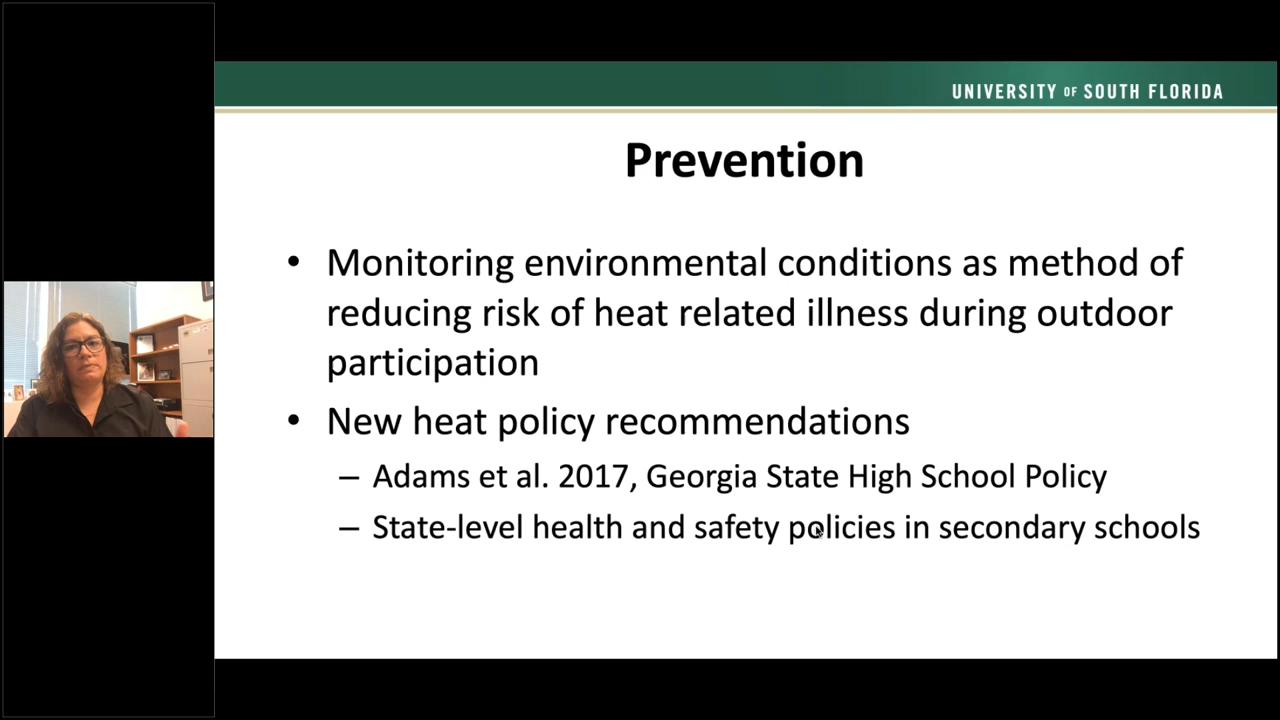 UNIVERSITY OF SOUTH FLORIDA
Prevention
• Monitoring environmental conditions as method of
reducing risk of heat related illness during outdoor
participation
• New heat policy recommendations
– Adams et al. 2017, Georgia State High School Policy
– State-level health and safety policies in secondary schools